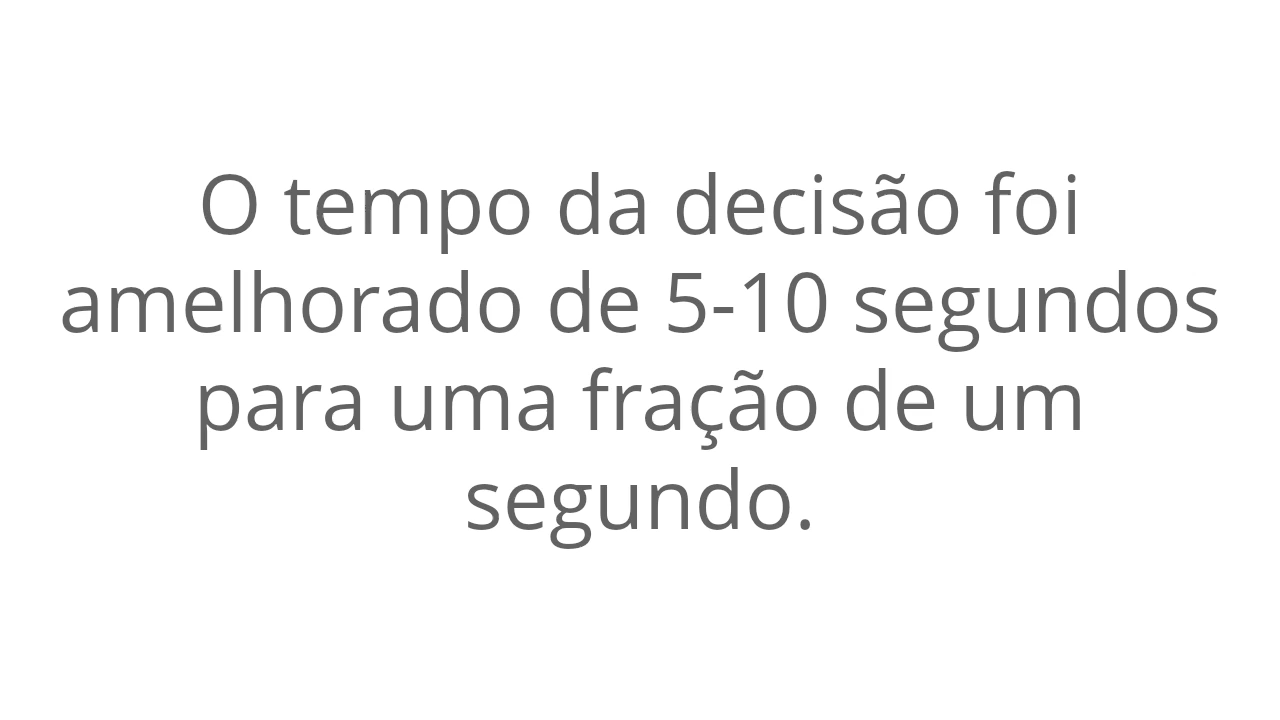 O tempo da decisão foi
amelhorado de 5-10 segundos
para uma fração de um
segundo.